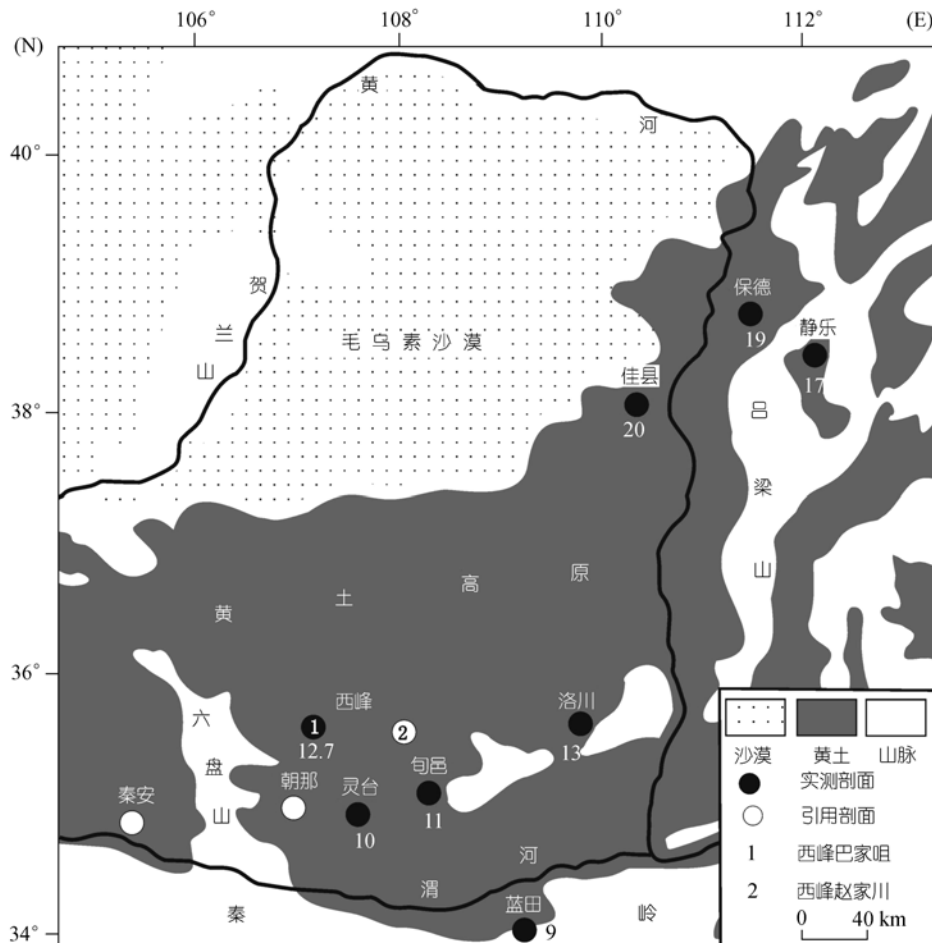 106° 108° 110° 112° (E)
(N)
黄
河
40°
贺
兰
山
保德
19
静乐
17
毛乌素沙漠
佳县
20
38°
吕
梁
山
黄 土 高 原
36°
六
盘
山
西峰
1
12.7
2
洛川
13
朝那
灵台
10
旬邑
11
秦安
渭 河
蓝田
9
秦 岭
沙漠 黄土 山脉
实测剖面
引用剖面
1 西峰巴家咀
2 西峰赵家川
0 40 km
34°